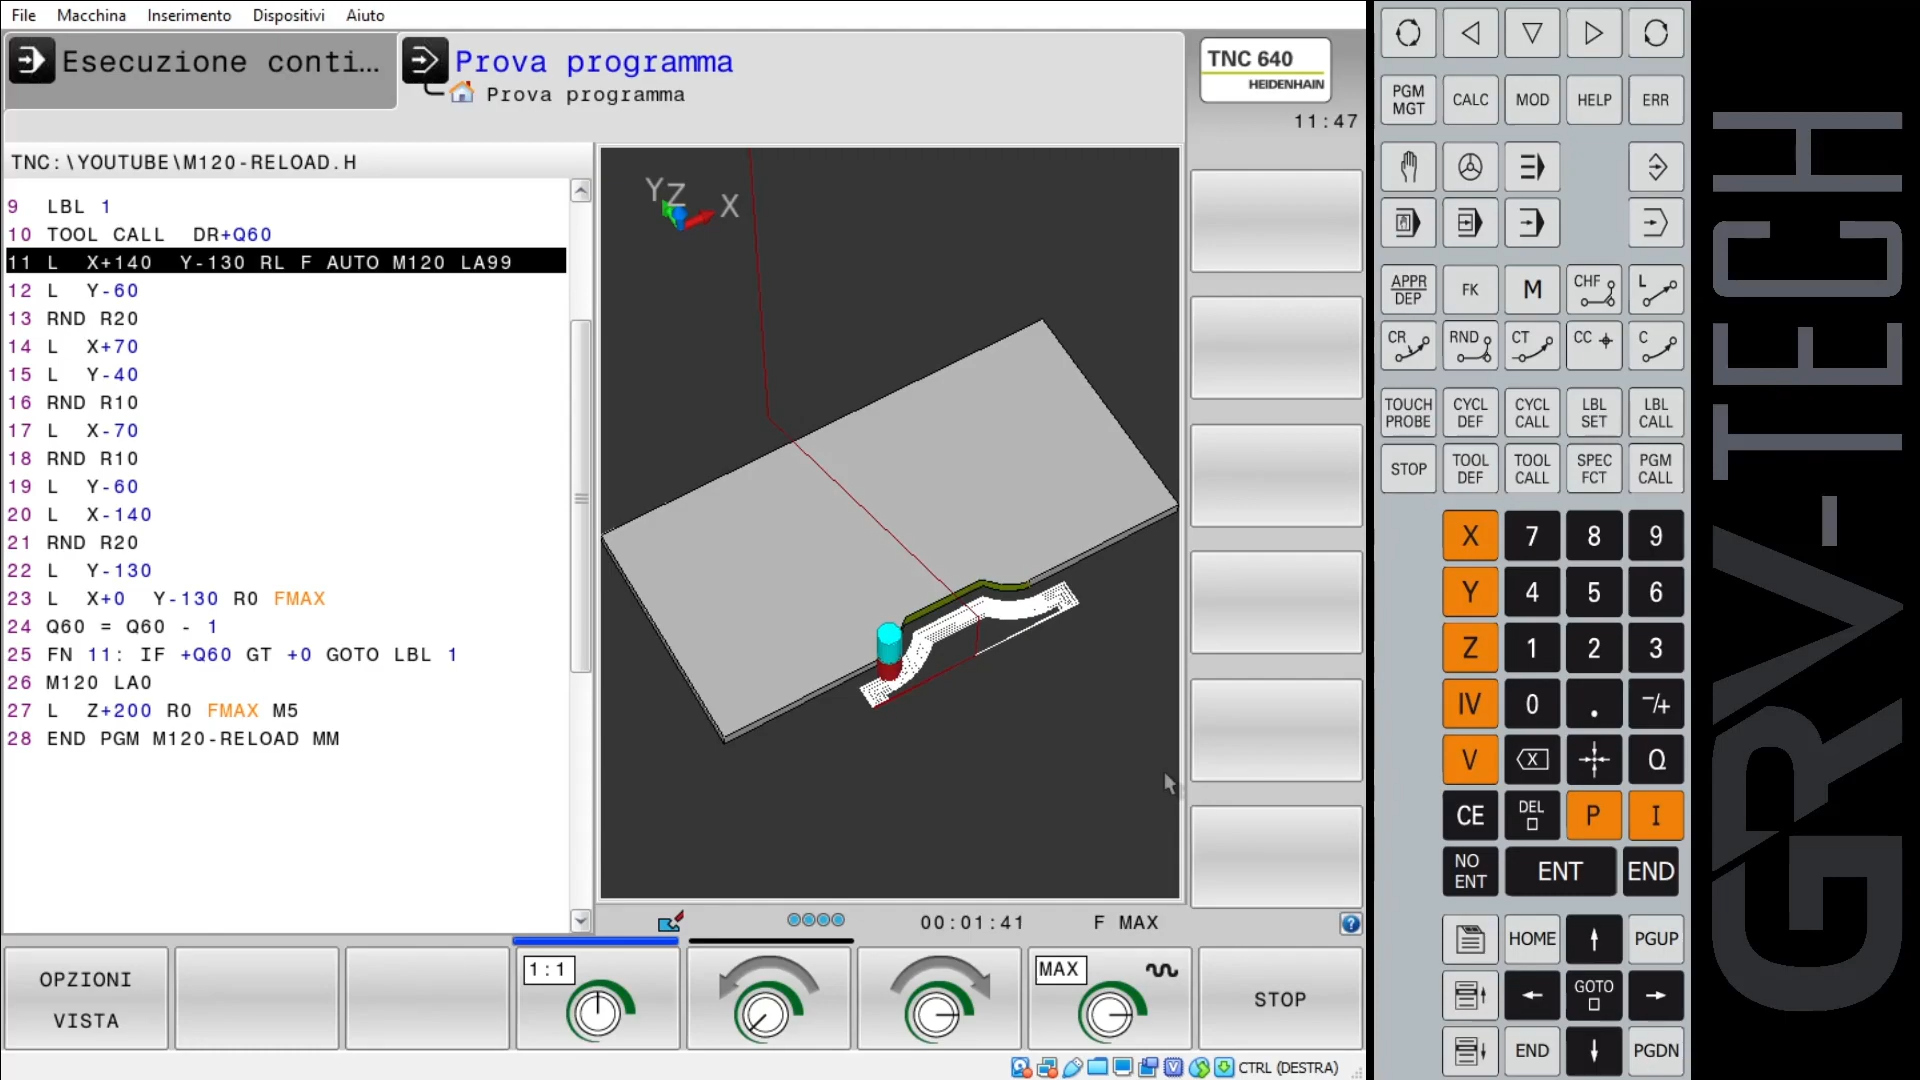 File Macchina Inserimento Dispositivi Aiuto
Esecuzione conti...
Prova programma
Prova programma
TNC 640
HEIDENHAIN
11:47
TNC:\YOUTUBE\M120-RELOAD.H
9 LBL 1
10 TOOL CALL DR+Q60
11 L X+140 Y-130 RL F AUTO M120 LA99
12 L Y-60
13 RND R20
14 L X+70
15 L Y-40
16 RND R10
17 L X-70
18 RND R10
19 L Y-60
20 L X-140
21 RND R20
22 L Y-130
23 L X+0 Y-130 R0 FMAX
24 Q60 = Q60 - 1
25 FN 11: IF +Q60 GT +0 GOTO LBL 1
26 M120 LA0
27 L Z+200 R0 FMAX M5
28 END PGM M120-RELOAD MM
Y Z X
00:01:41 F MAX
OPZIONI VISTA
1:1
MAX
STOP
CTRL (DESTRA)
PGM MGT CALC MOD HELP ERR
APPR DEP FK M CHF L
CR RND CT CC C
TOUCH PROBE CYCL DEF CYCL CALL LBL SET LBL CALL
STOP TOOL DEF TOOL CALL SPEC FCT PGM CALL
X 7 8 9
Y 4 5 6
Z 1 2 3
IV 0 . -/+
V X Q
CE DEL P I
NO ENT ENT END
HOME PGUP
GOTO
END PGDN
GRV-TECH